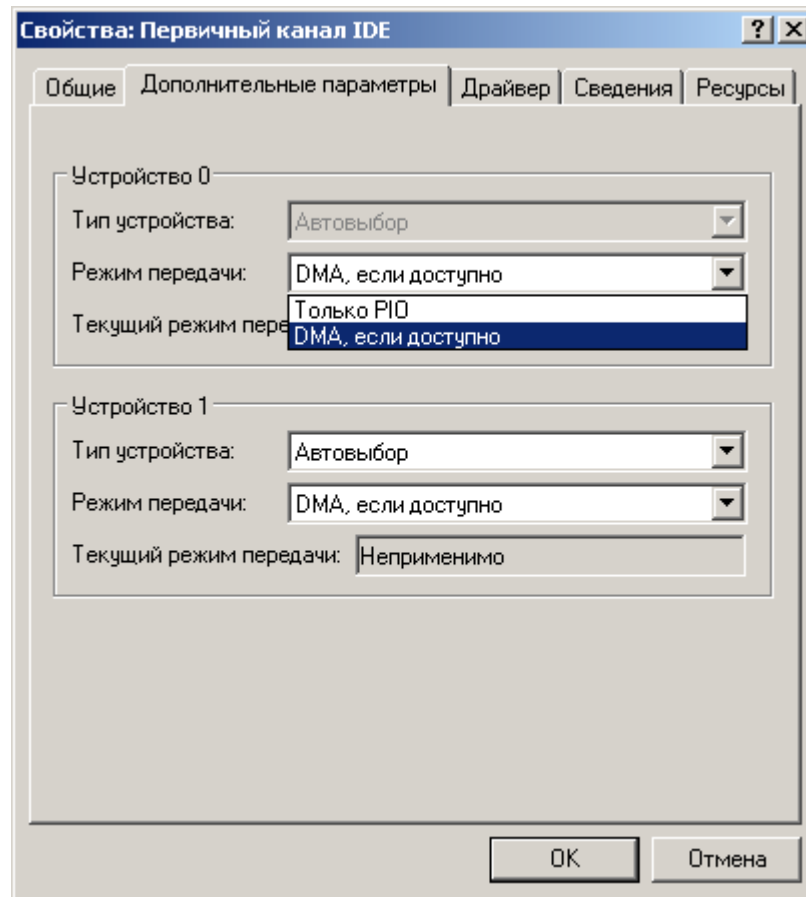 Свойства: Первичный канал IDE
Общие Дополнительные параметры Драйвер Сведения Ресурсы
Устройство 0
Тип устройства: Автовыбор
Режим передачи: DMA, если доступно
Только PIO
Текущий режим пере
DMA, если доступно
Устройство 1
Тип устройства: Автовыбор
Режим передачи: DMA, если доступно
Текущий режим передачи: Неприменимо
OK Отмена